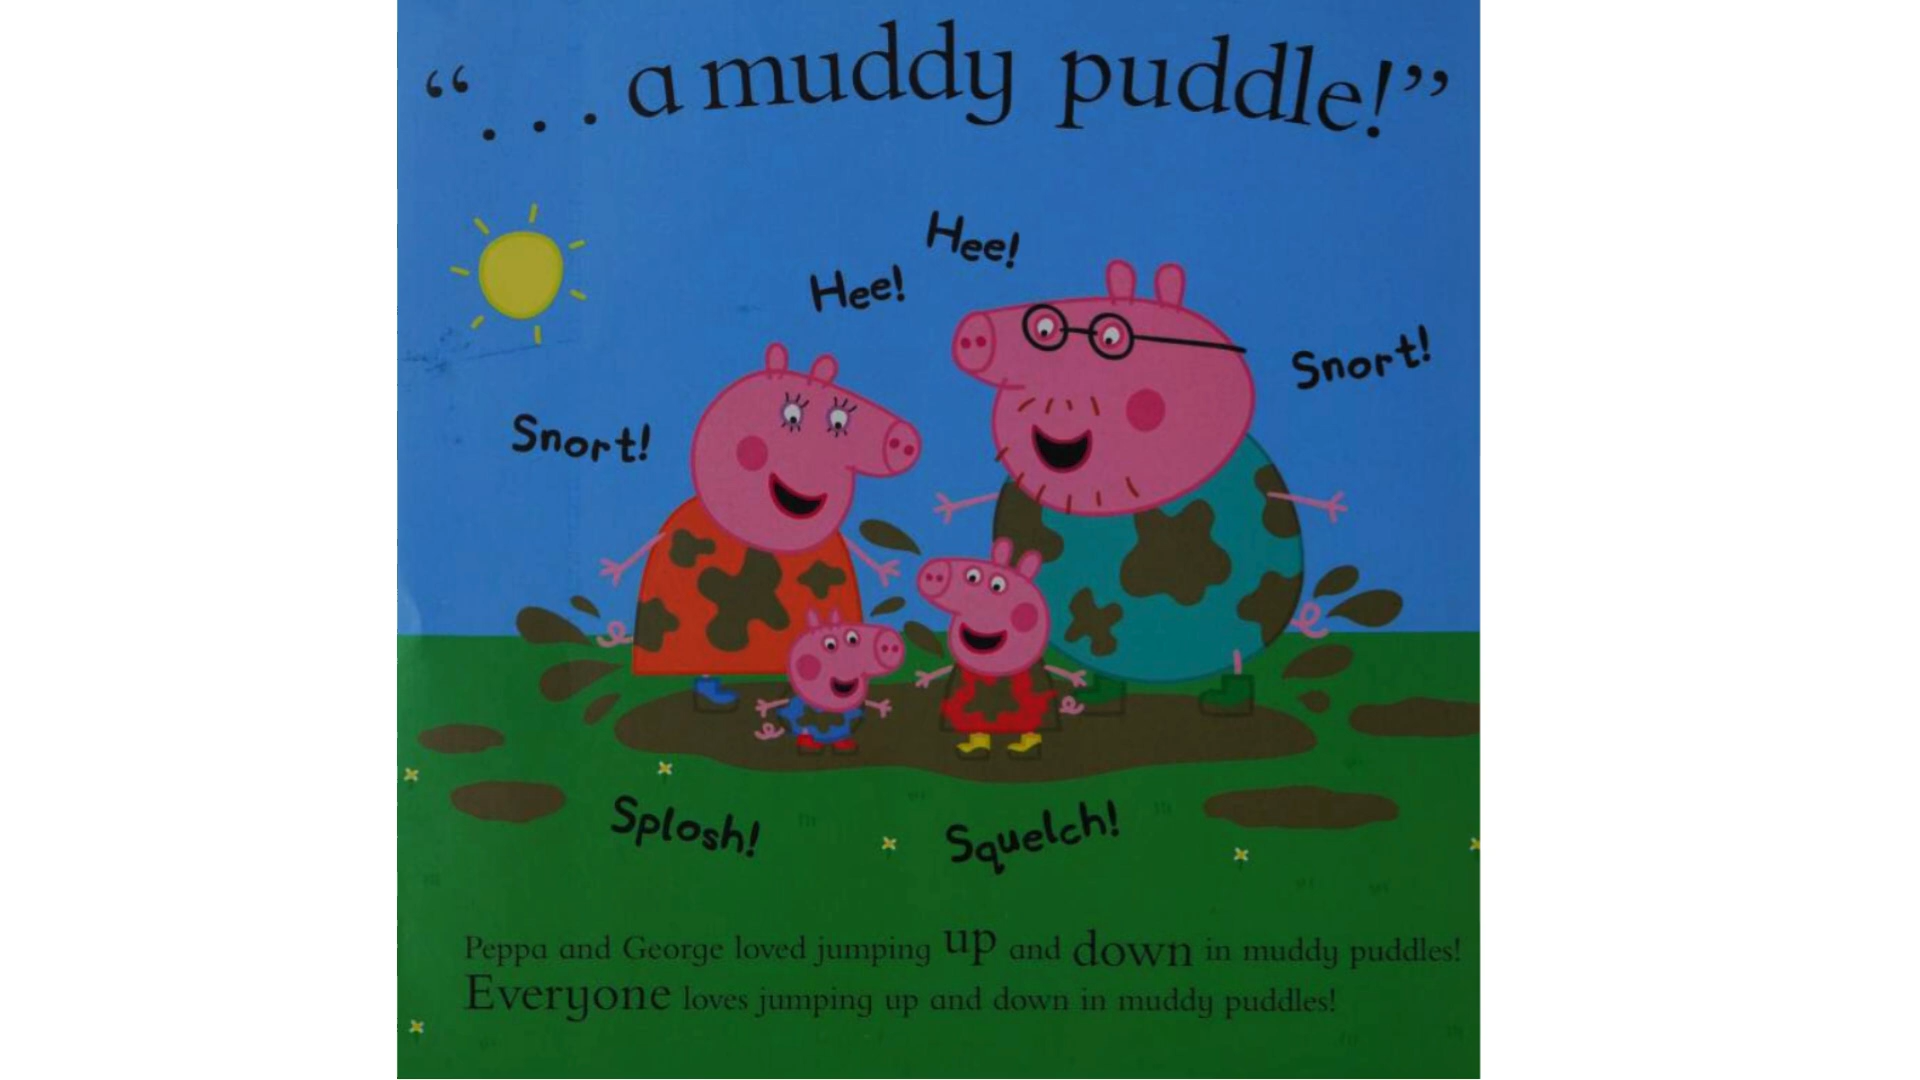 “... a muddy puddle!”
Hee!
Hee!
Snort!
Snort!
Splosh!
Squelch!
Peppa and George loved jumping up and down in muddy puddles!
Everyone loves jumping up and down in muddy puddles!